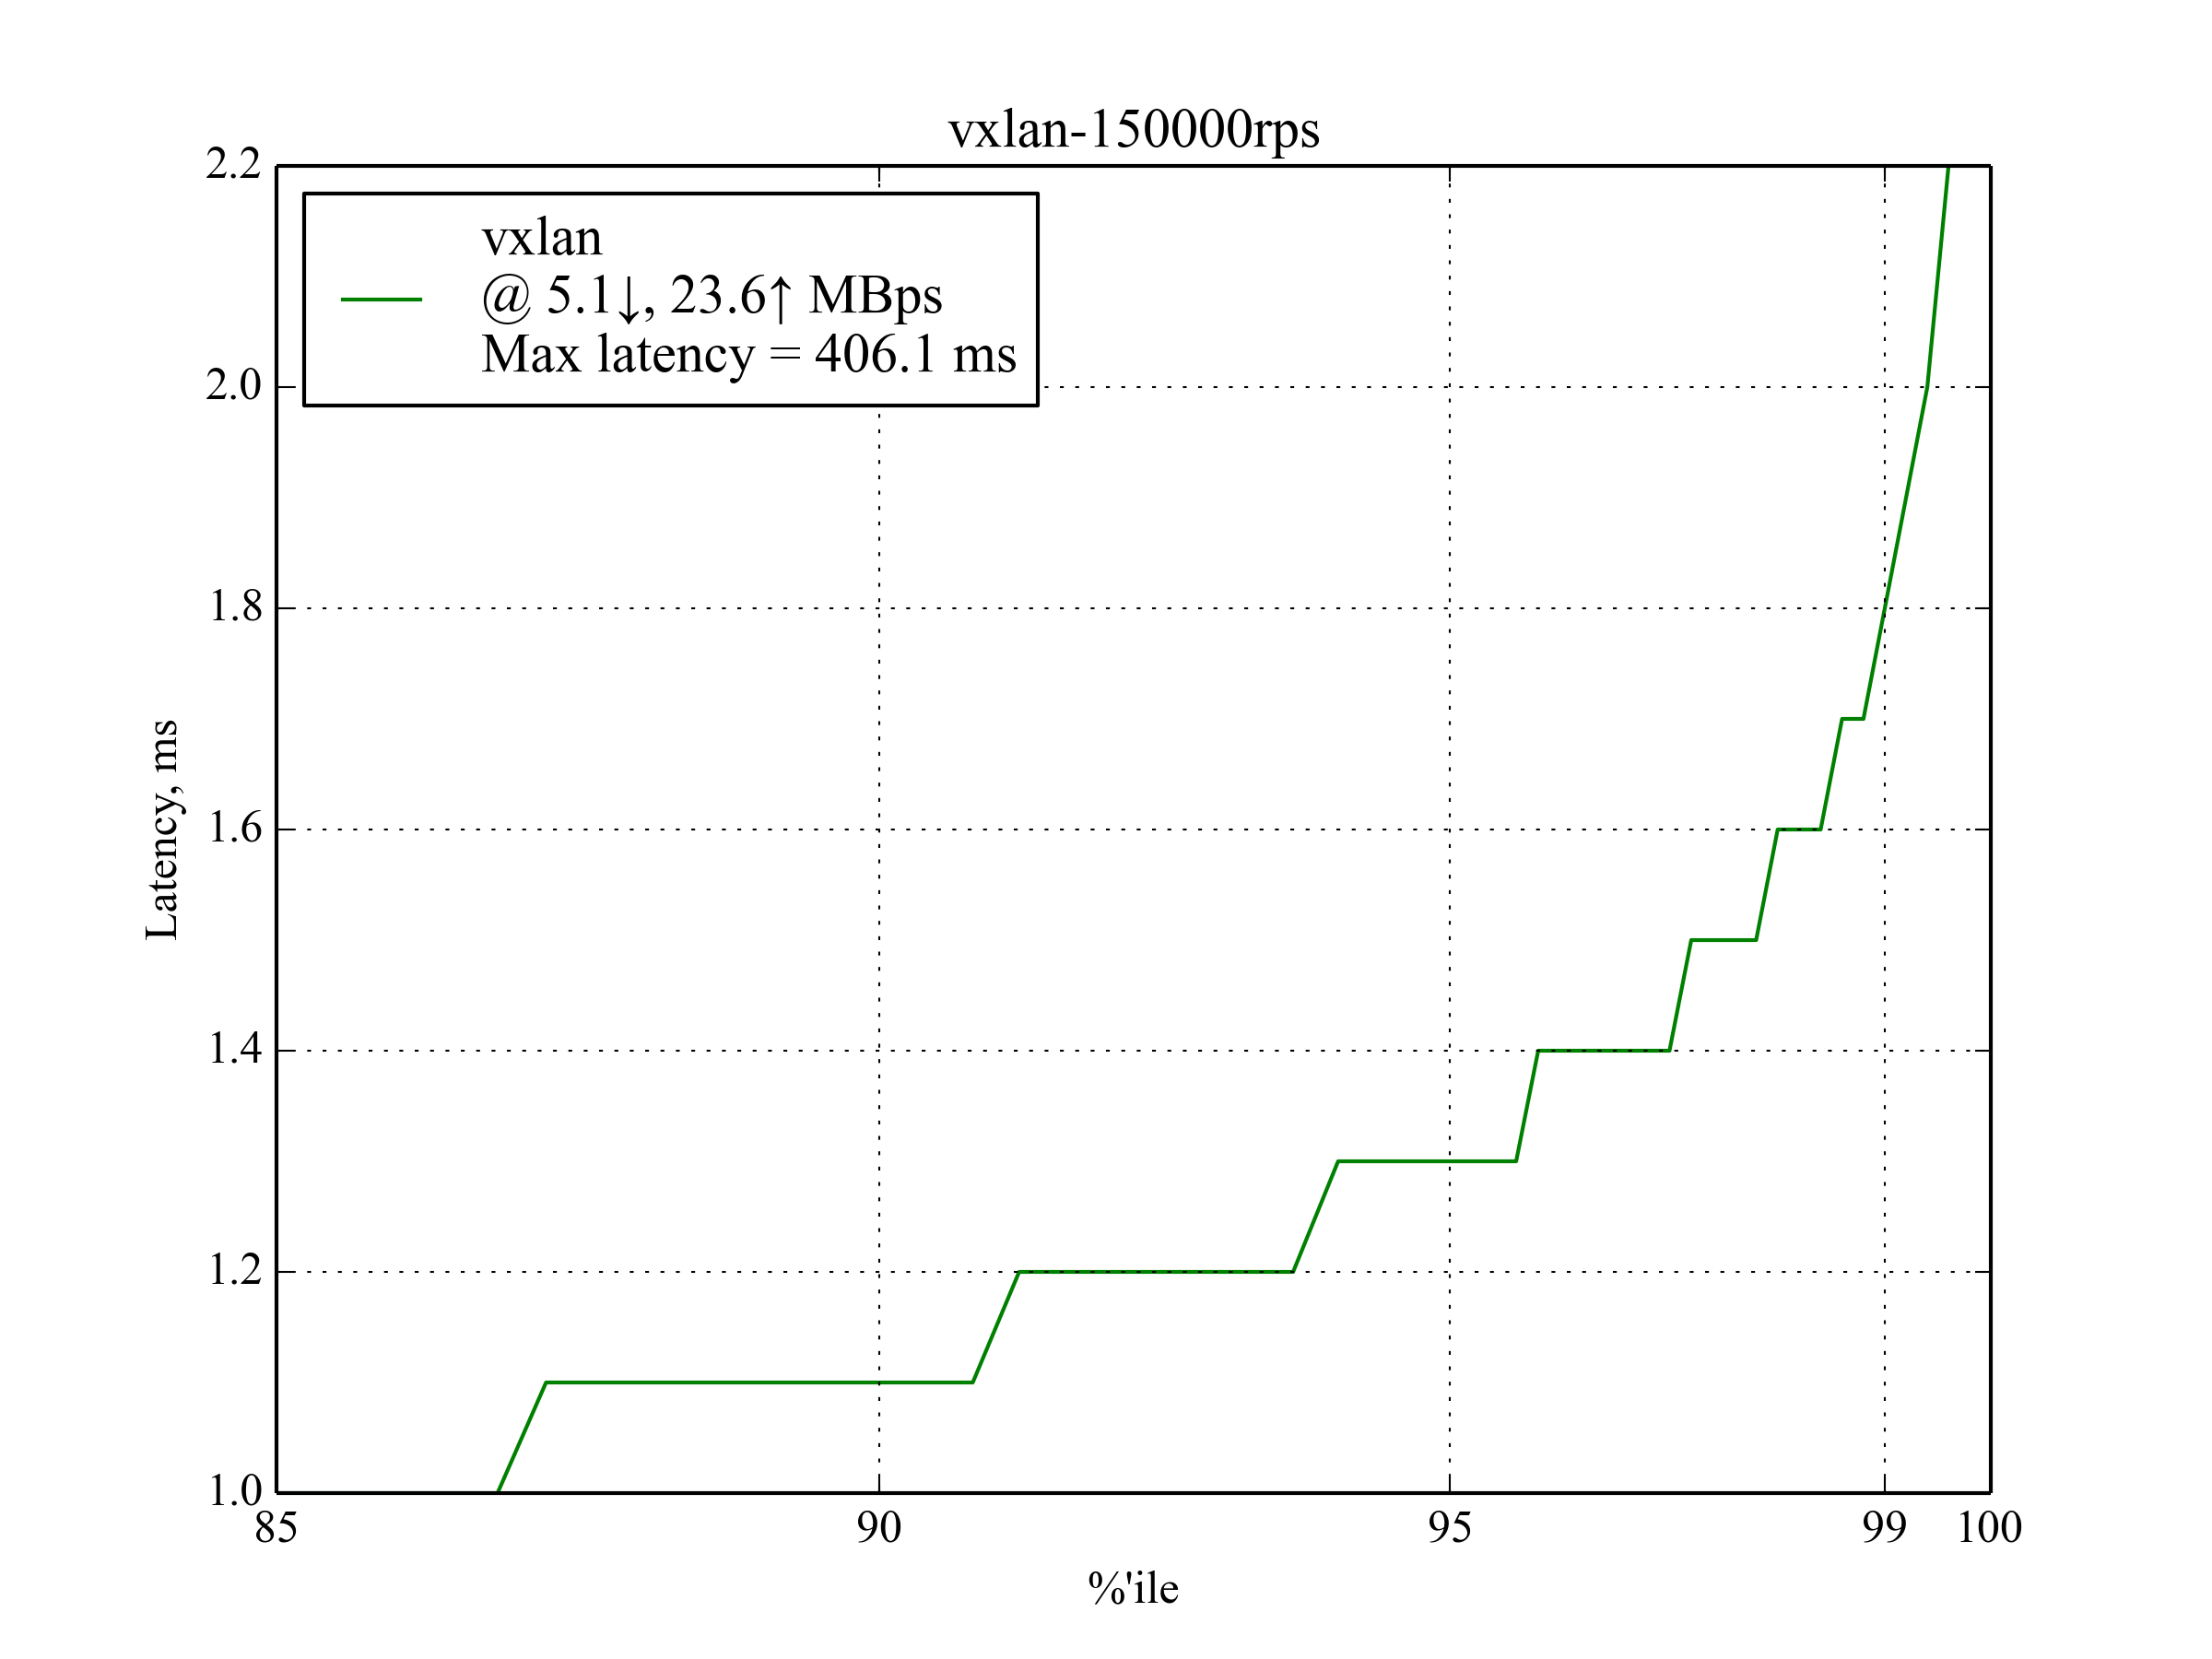 vxlan-150000rps
vxlan
@ 5.1↓, 23.6↑ MBps
Max latency = 406.1 ms
2.2
2.0
1.8
1.6
1.4
1.2
1.0
Latency, ms
85 90 95 99 100
%'ile